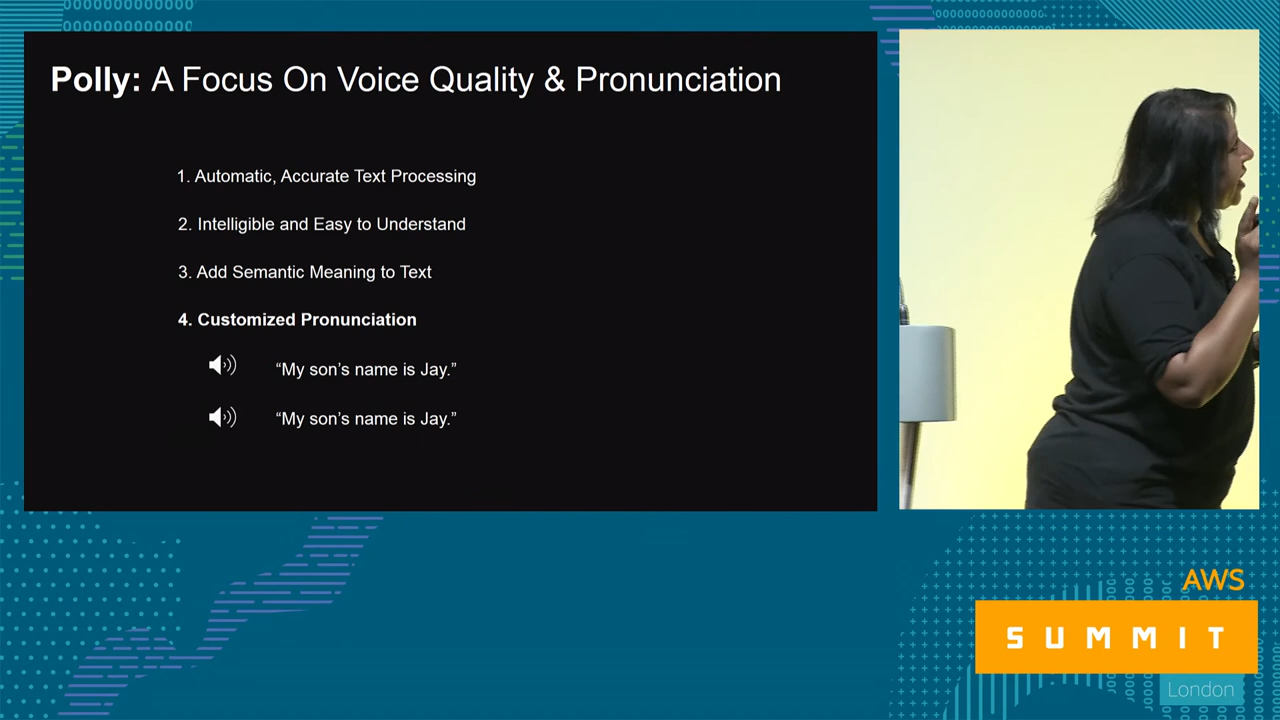 Polly: A Focus On Voice Quality & Pronunciation
1. Automatic, Accurate Text Processing
2. Intelligible and Easy to Understand
3. Add Semantic Meaning to Text
4. Customized Pronunciation
“My son’s name is Jay.”
“My son’s name is Jay.”
AWS
SUMMIT
London